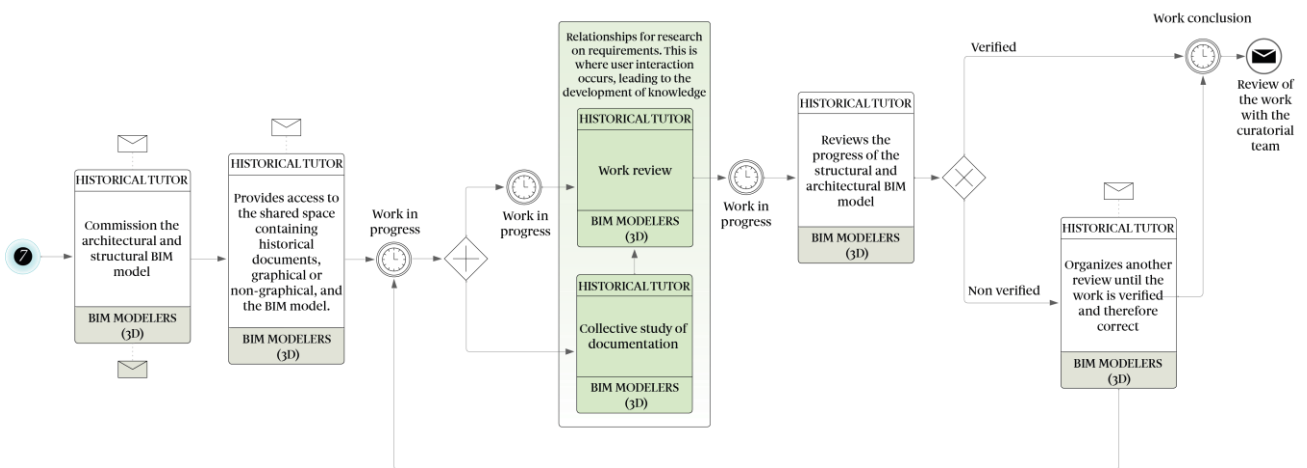 7
HISTORICAL TUTOR
Commission the
architectural and
structural BIM
model
BIM MODELERS
(3D)
HISTORICAL TUTOR
Provides access to
the shared space
containing
historical
documents,
graphical or
non-graphical, and
the BIM model.
BIM MODELERS
(3D)
Work in
progress
Work in
progress
Relationships for research
on requirements. This is
where user interaction
occurs, leading to the
development of knowledge
HISTORICAL TUTOR
Work review
BIM MODELERS
(3D)
HISTORICAL TUTOR
Collective study of
documentation
BIM MODELERS
(3D)
Work in
progress
HISTORICAL TUTOR
Reviews the
progress of the
structural and
architectural BIM
model
BIM MODELERS
(3D)
Verified
Non verified
HISTORICAL TUTOR
Organizes another
review until the
work is verified
and therefore
correct
BIM MODELERS
(3D)
Work conclusion
Review of
the work
with the
curatorial
team